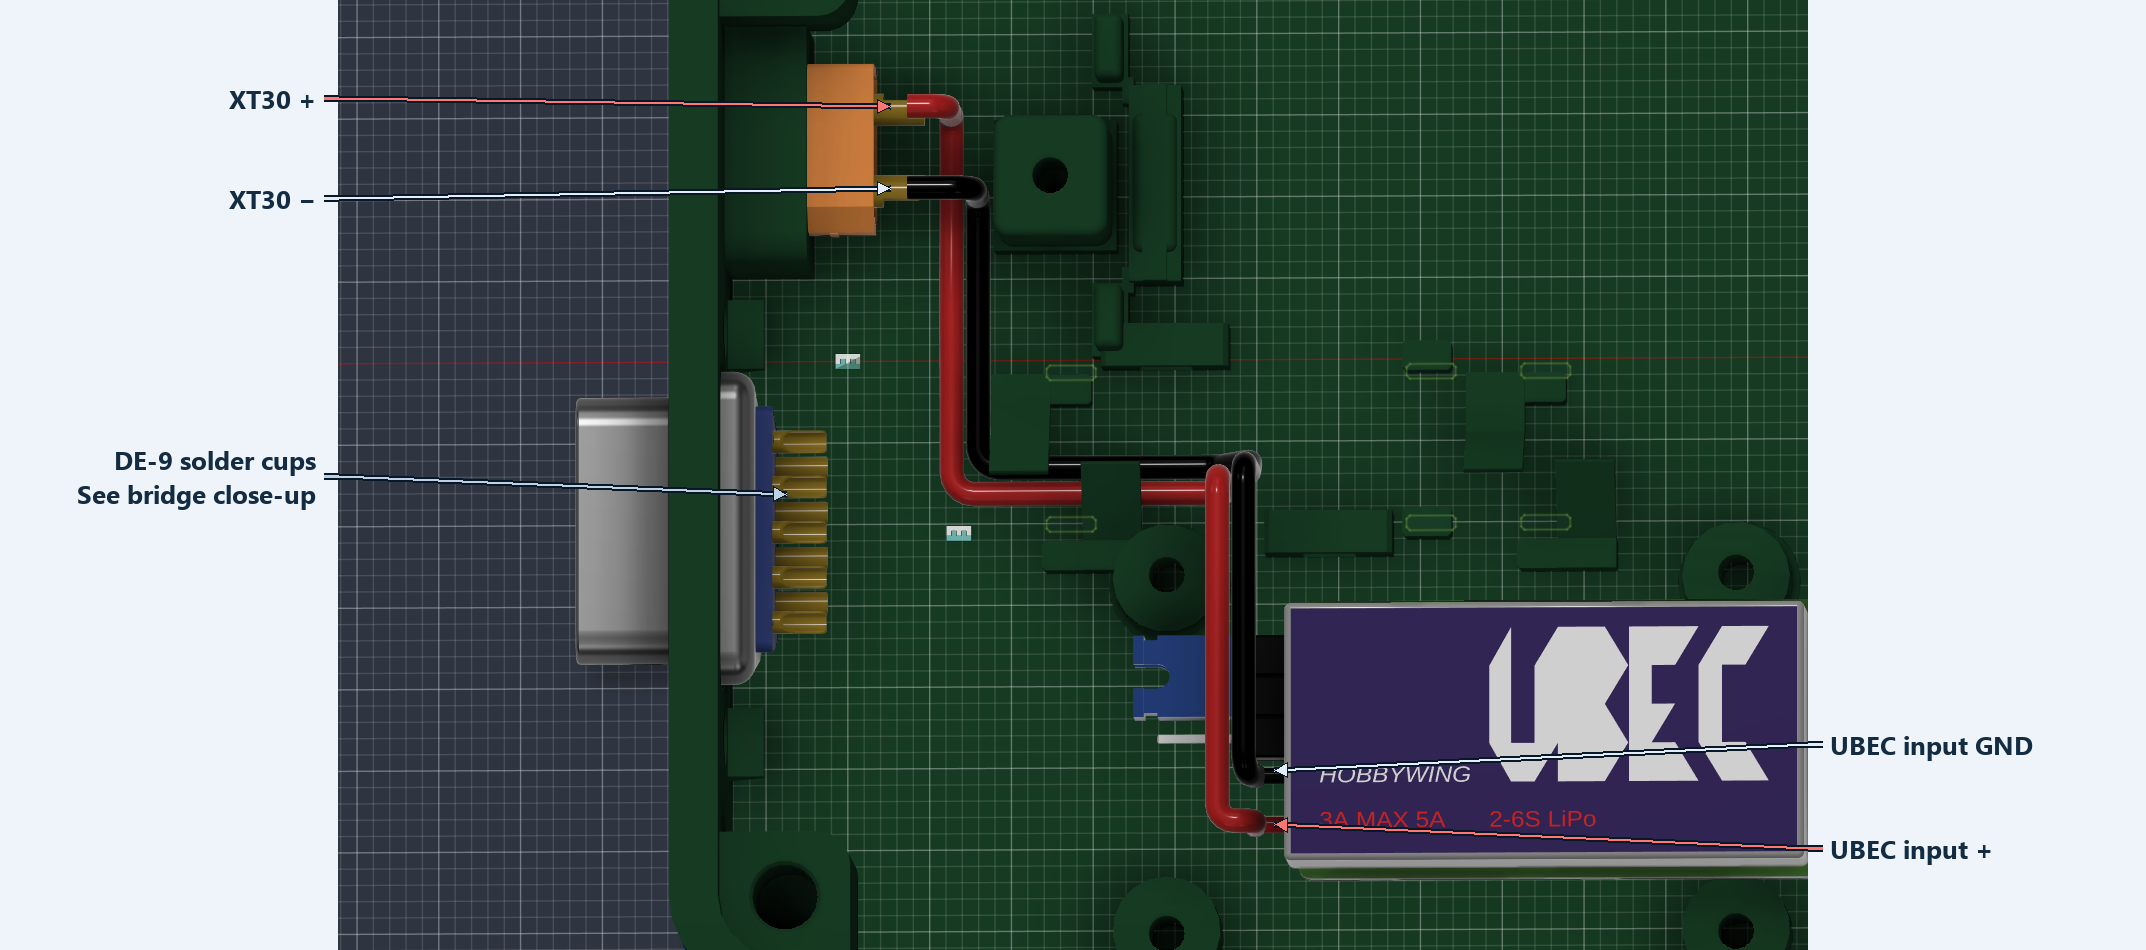 XT30 +
XT30 −
DE-9 solder cups
See bridge close-up
UBEC
HOBBYWING
3A MAX 5A 2-6S LiPo
UBEC input GND
UBEC input +